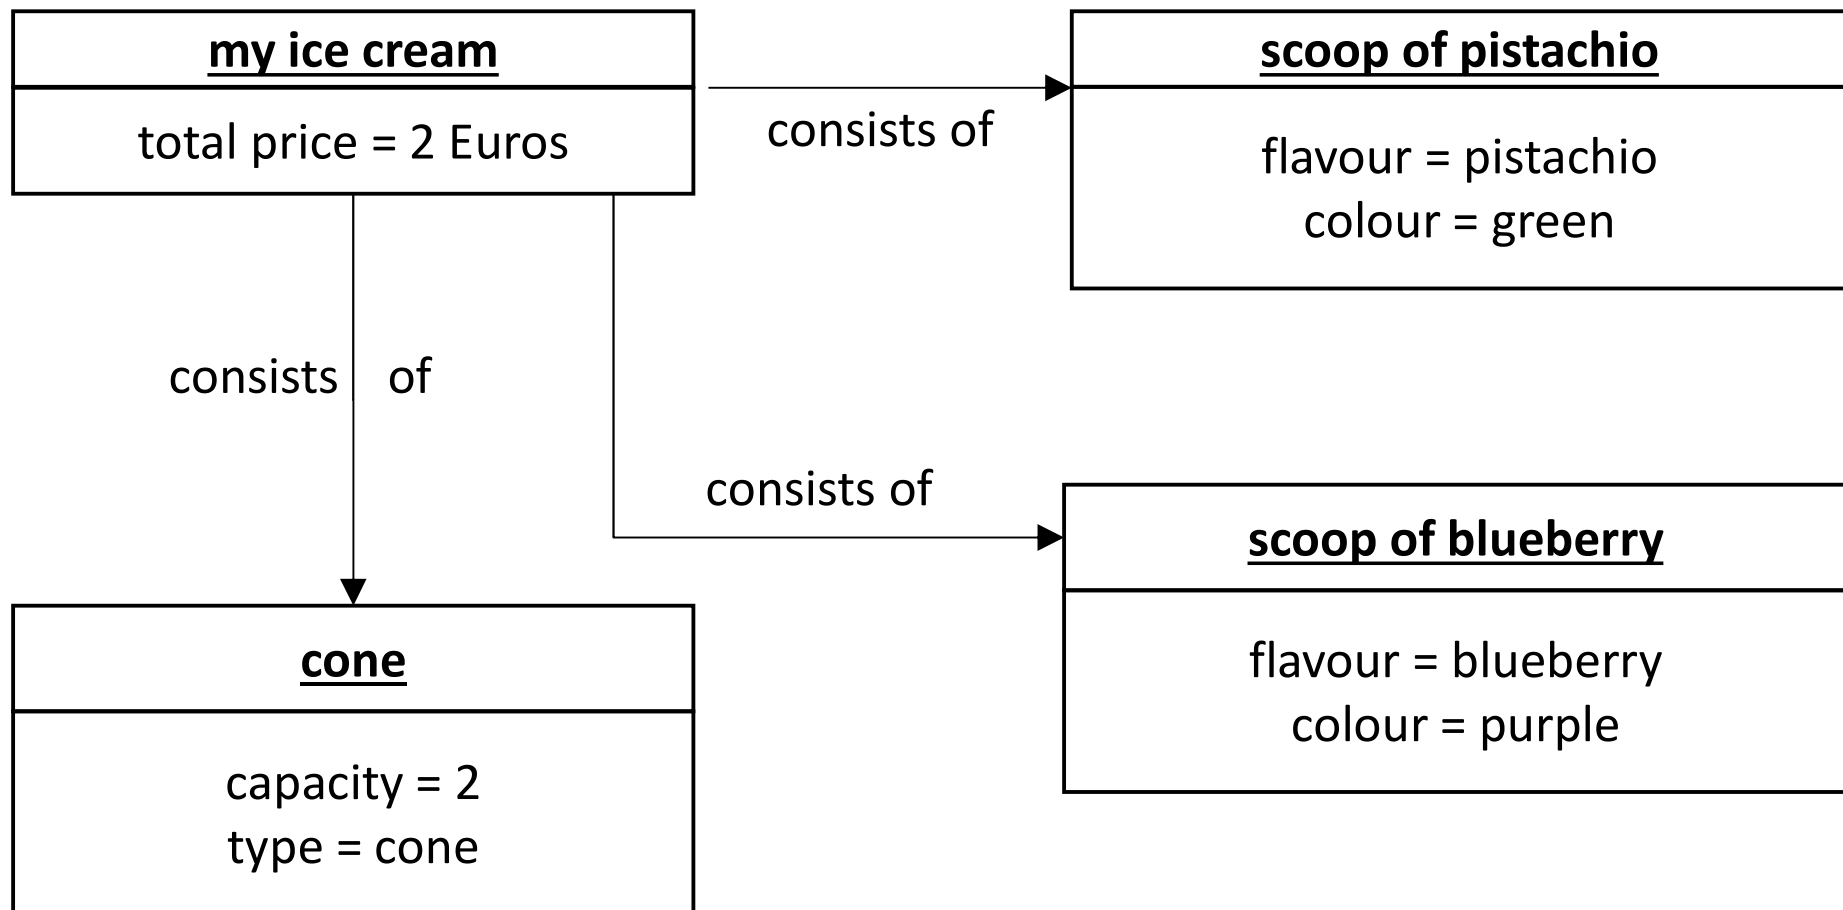 my ice cream
total price = 2 Euros
consists of
scoop of pistachio
flavour = pistachio
colour = green
consists of
consists of
scoop of blueberry
flavour = blueberry
colour = purple
cone
capacity = 2
type = cone